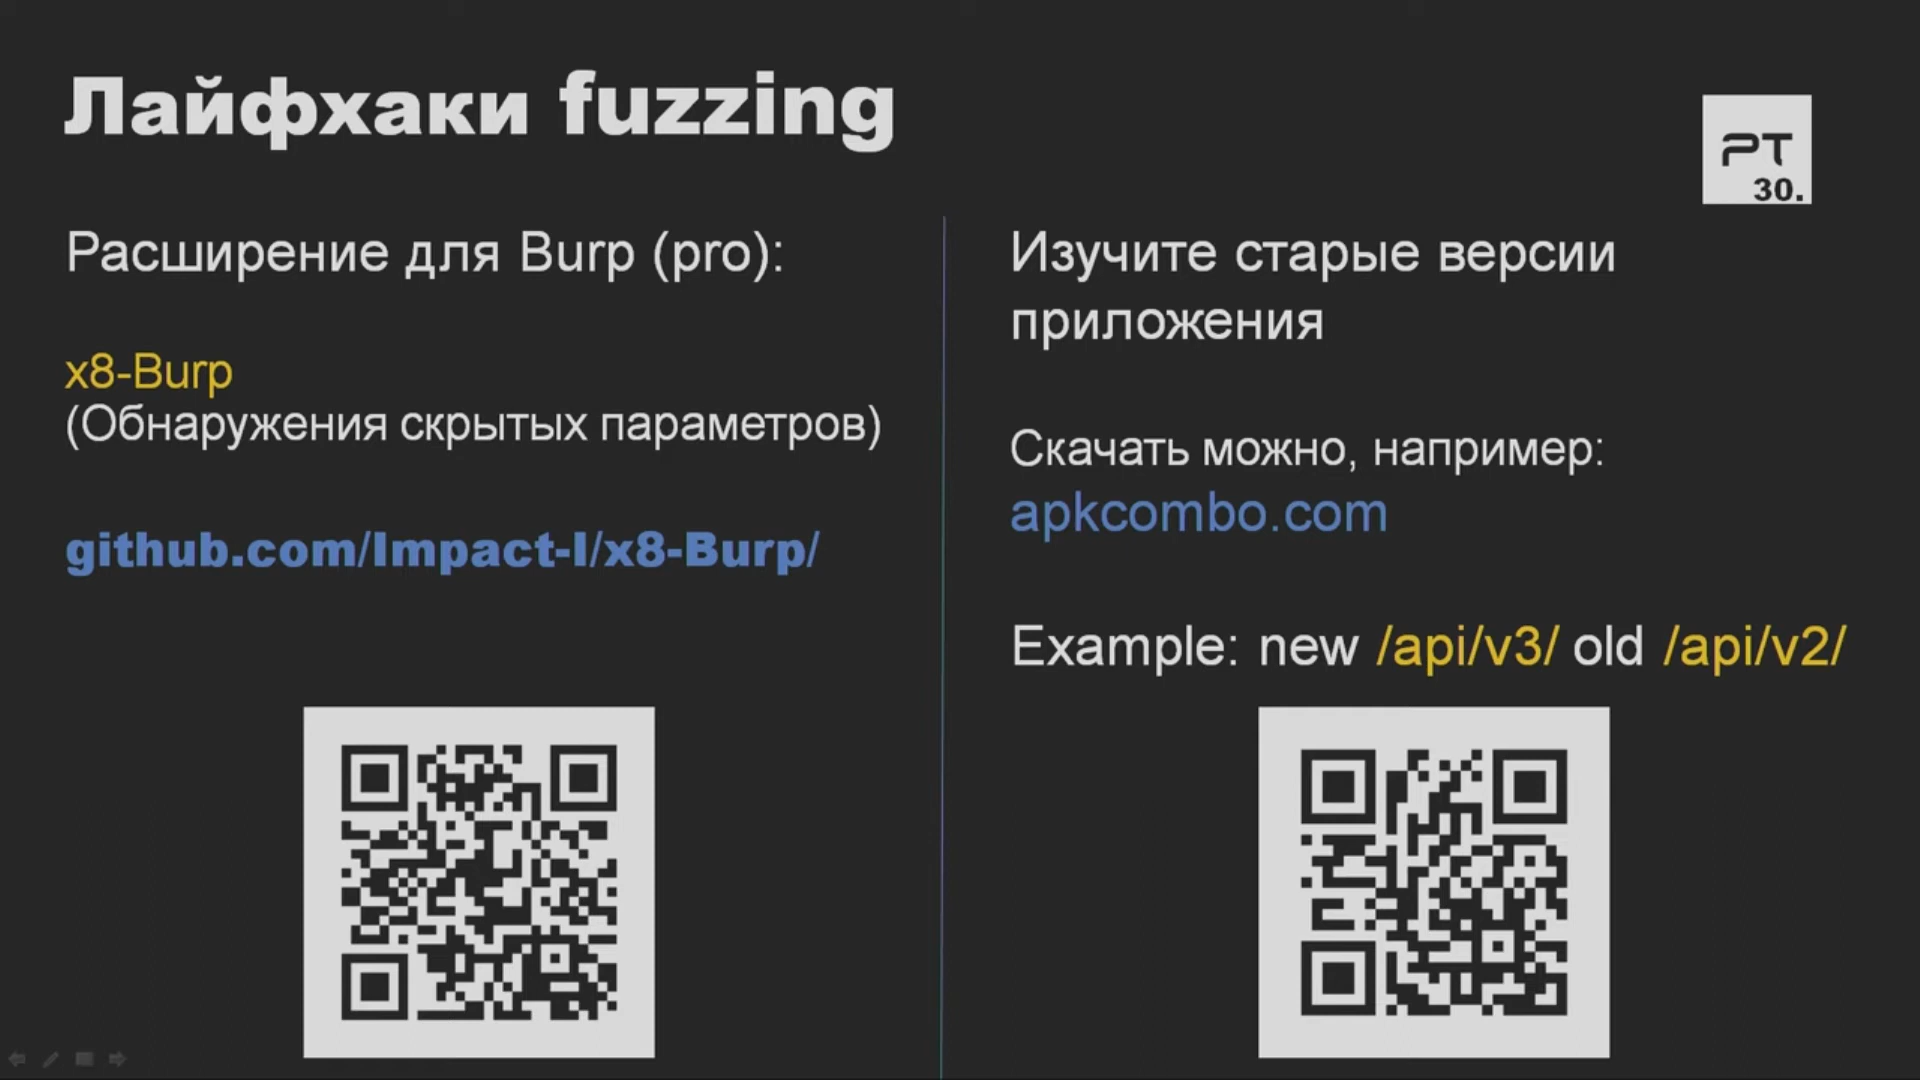 Лайфхаки fuzzing
PT
30.
Расширение для Burp (pro):
x8-Burp
(Обнаружения скрытых параметров)
github.com/Impact-I/x8-Burp/
Изучите старые версии
приложения
Скачать можно, например:
apkcombo.com
Example: new /api/v3/ old /api/v2/